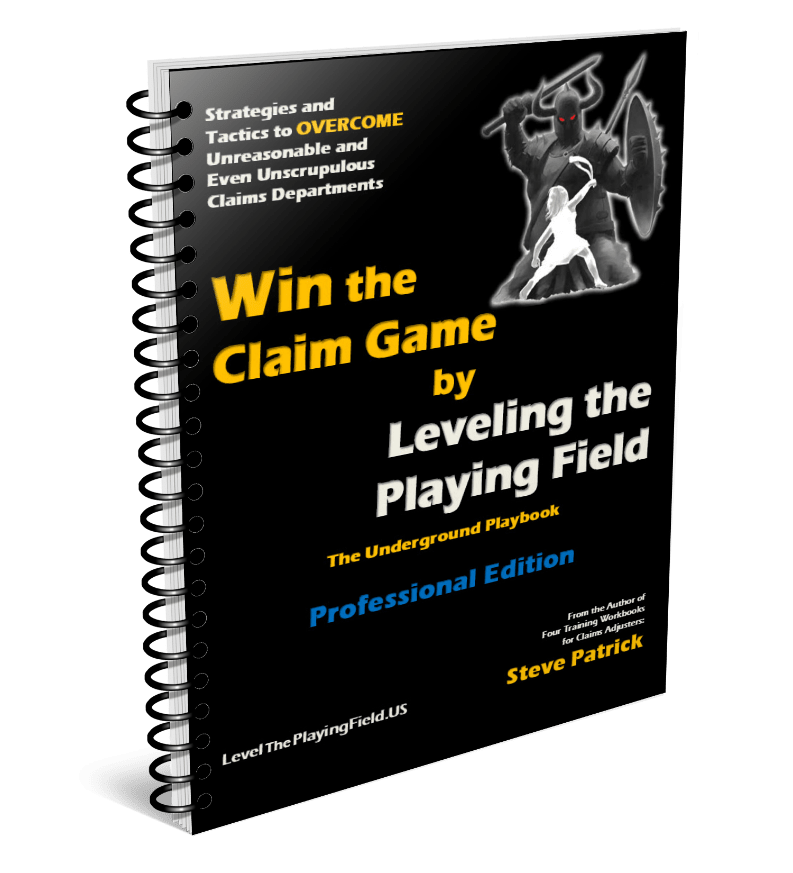 Strategies and
Tactics to OVERCOME
Unreasonable and
Even Unscrupulous
Claims Departments
Win the
Claim Game
by
Leveling the
Playing Field
The Underground Playbook
Professional Edition
From the Author of
Four Training Workbooks
for Claims Adjusters:
Steve Patrick
LevelThePlayingField.US